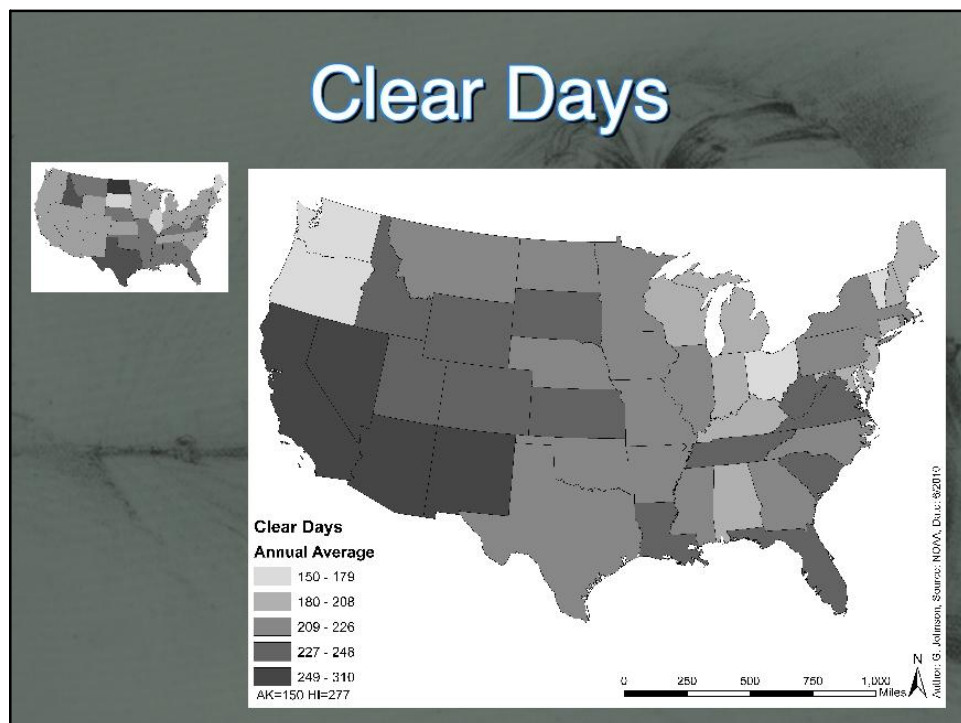 Clear Days
Clear Days
Annual Average
150 - 179
180 - 208
209 - 226
227 - 248
249 - 310
AK=150 HI=277
0 250 500 750 1,000
Miles
N
Author: G. Johnson, Source: NOAA, Date: 6/2010